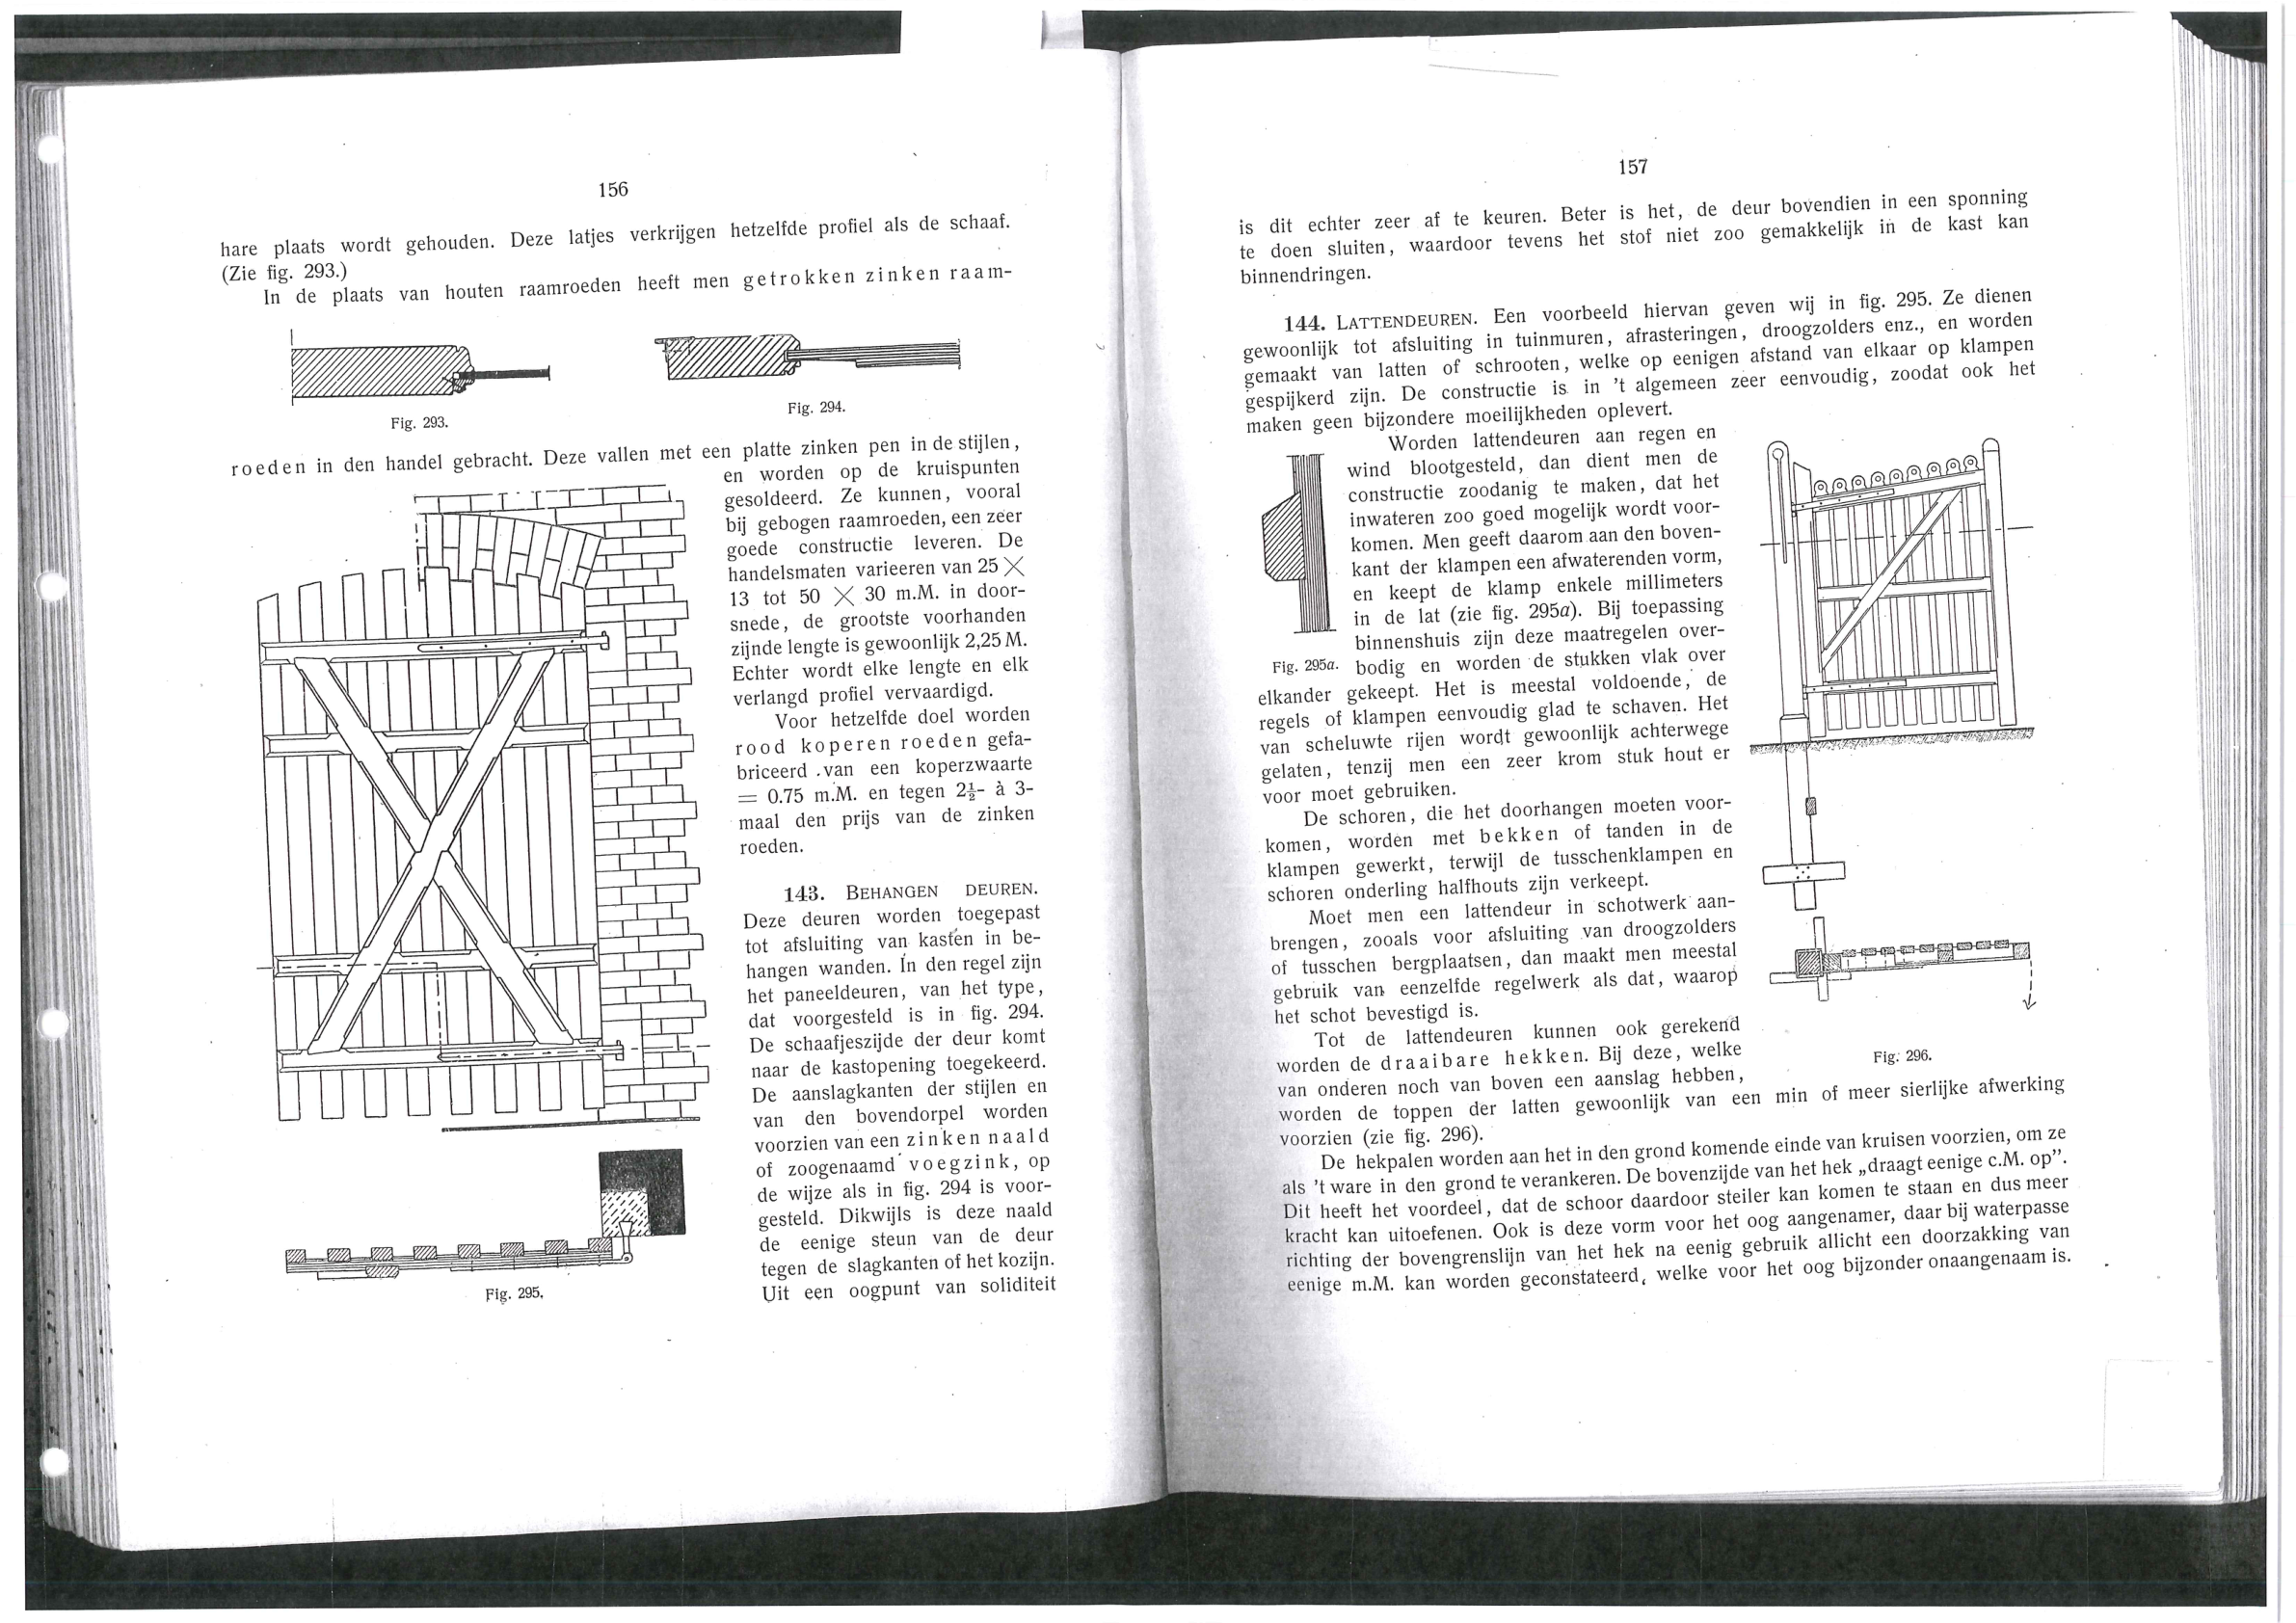 156
hare plaats wordt gehouden. Deze latjes verkrijgen hetzelfde profiel als de schaaf.
(Zie fig. 293.)
In de plaats van houten raamroeden heeft men getrokken zinken raam-
Fig. 293.
Fig. 294.
roeden in den handel gebracht. Deze vallen met een platte zinken pen in de stijlen,
en worden op de kruispunten
gesoldeerd. Ze kunnen, vooral
bij gebogen raamroeden, een zeer
goede constructie leveren. De
handelsmaten varieeren van 25 ×
13 tot 50 × 30 m.M. in door-
snede, de grootste voorhanden
zijnde lengte is gewoonlijk 2,25 M.
Echter wordt elke lengte en elk
verlangd profiel vervaardigd.
Voor hetzelfde doel worden
rood koperen roeden gefa-
briceerd van een koperzwaarte
= 0.75 m.M. en tegen 2½- à 3-
maal den prijs van de zinken
roeden.
143. BEHANGEN DEUREN.
Deze deuren worden toegepast
tot afsluiting van kasten in be-
hangen wanden. In den regel zijn
het paneeldeuren, van het type,
dat voorgesteld is in fig. 294.
De schaafjeszijde der deur komt
naar de kastopening toegekeerd.
De aanslagkanten der stijlen en
van den bovendorpel worden
voorzien van een zinken naald
of zoogenaamd voegzink, op
de wijze als in fig. 294 is voor-
gesteld. Dikwijls is deze naald
de eenige steun van de deur
tegen de slagkanten of het kozijn.
Uit een oogpunt van soliditeit
Fig. 295.
157
is dit echter zeer af te keuren. Beter is het, de deur bovendien in een sponning
te doen sluiten, waardoor tevens het stof niet zoo gemakkelijk in de kast kan
binnendringen.
144. LATTENDEUREN. Een voorbeeld hiervan geven wij in fig. 295. Ze dienen
gewoonlijk tot afsluiting in tuinmuren, afrasteringen, droogzolders enz., en worden
gemaakt van latten of schrooten, welke op eenigen afstand van elkaar op klampen
gespijkerd zijn. De constructie is in 't algemeen zeer eenvoudig, zoodat ook het
maken geen bijzondere moeilijkheden oplevert.
Worden lattendeuren aan regen en
wind blootgesteld, dan dient men de
constructie zoodanig te maken, dat het
inwateren zoo goed mogelijk wordt voor-
komen. Men geeft daarom aan den boven-
kant der klampen een afwaterenden vorm,
en keept de klamp enkele millimeters
in de lat (zie fig. 295a). Bij toepassing
binnenshuis zijn deze maatregelen over-
Fig. 295a. bodig en worden de stukken vlak over
elkander gekeept. Het is meestal voldoende, de
regels of klampen eenvoudig glad te schaven. Het
van scheluwte rijen wordt gewoonlijk achterwege
gelaten, tenzij men een zeer krom stuk hout er
voor moet gebruiken.
De schoren, die het doorhangen moeten voor-
komen, worden met bekken of tanden in de
klampen gewerkt, terwijl de tusschenklampen en
schoren onderling halfhouts zijn verkeept.
Moet men een lattendeur in schotwerk aan-
brengen, zooals voor afsluiting van droogzolders
of tusschen bergplaatsen, dan maakt men meestal
gebruik van eenzelfde regelwerk als dat, waarop
het schot bevestigd is.
Tot de lattendeuren kunnen ook gerekend
worden de draaibare hekken. Bij deze, welke
van onderen noch van boven een aanslag hebben,
Fig. 296.
worden de toppen der latten gewoonlijk van een min of meer sierlijke afwerking
voorzien (zie fig. 296).
De hekpalen worden aan het in den grond komende einde van kruisen voorzien, om ze
als 't ware in den grond te verankeren. De bovenzijde van het hek „draagt eenige c.M. op”.
Dit heeft het voordeel, dat de schoor daardoor steiler kan komen te staan en dus meer
kracht kan uitoefenen. Ook is deze vorm voor het oog aangenamer, daar bij waterpasse
richting der bovengrenslijn van het hek na eenig gebruik allicht een doorzakking van
eenige m.M. kan worden geconstateerd, welke voor het oog bijzonder onaangenaam is.